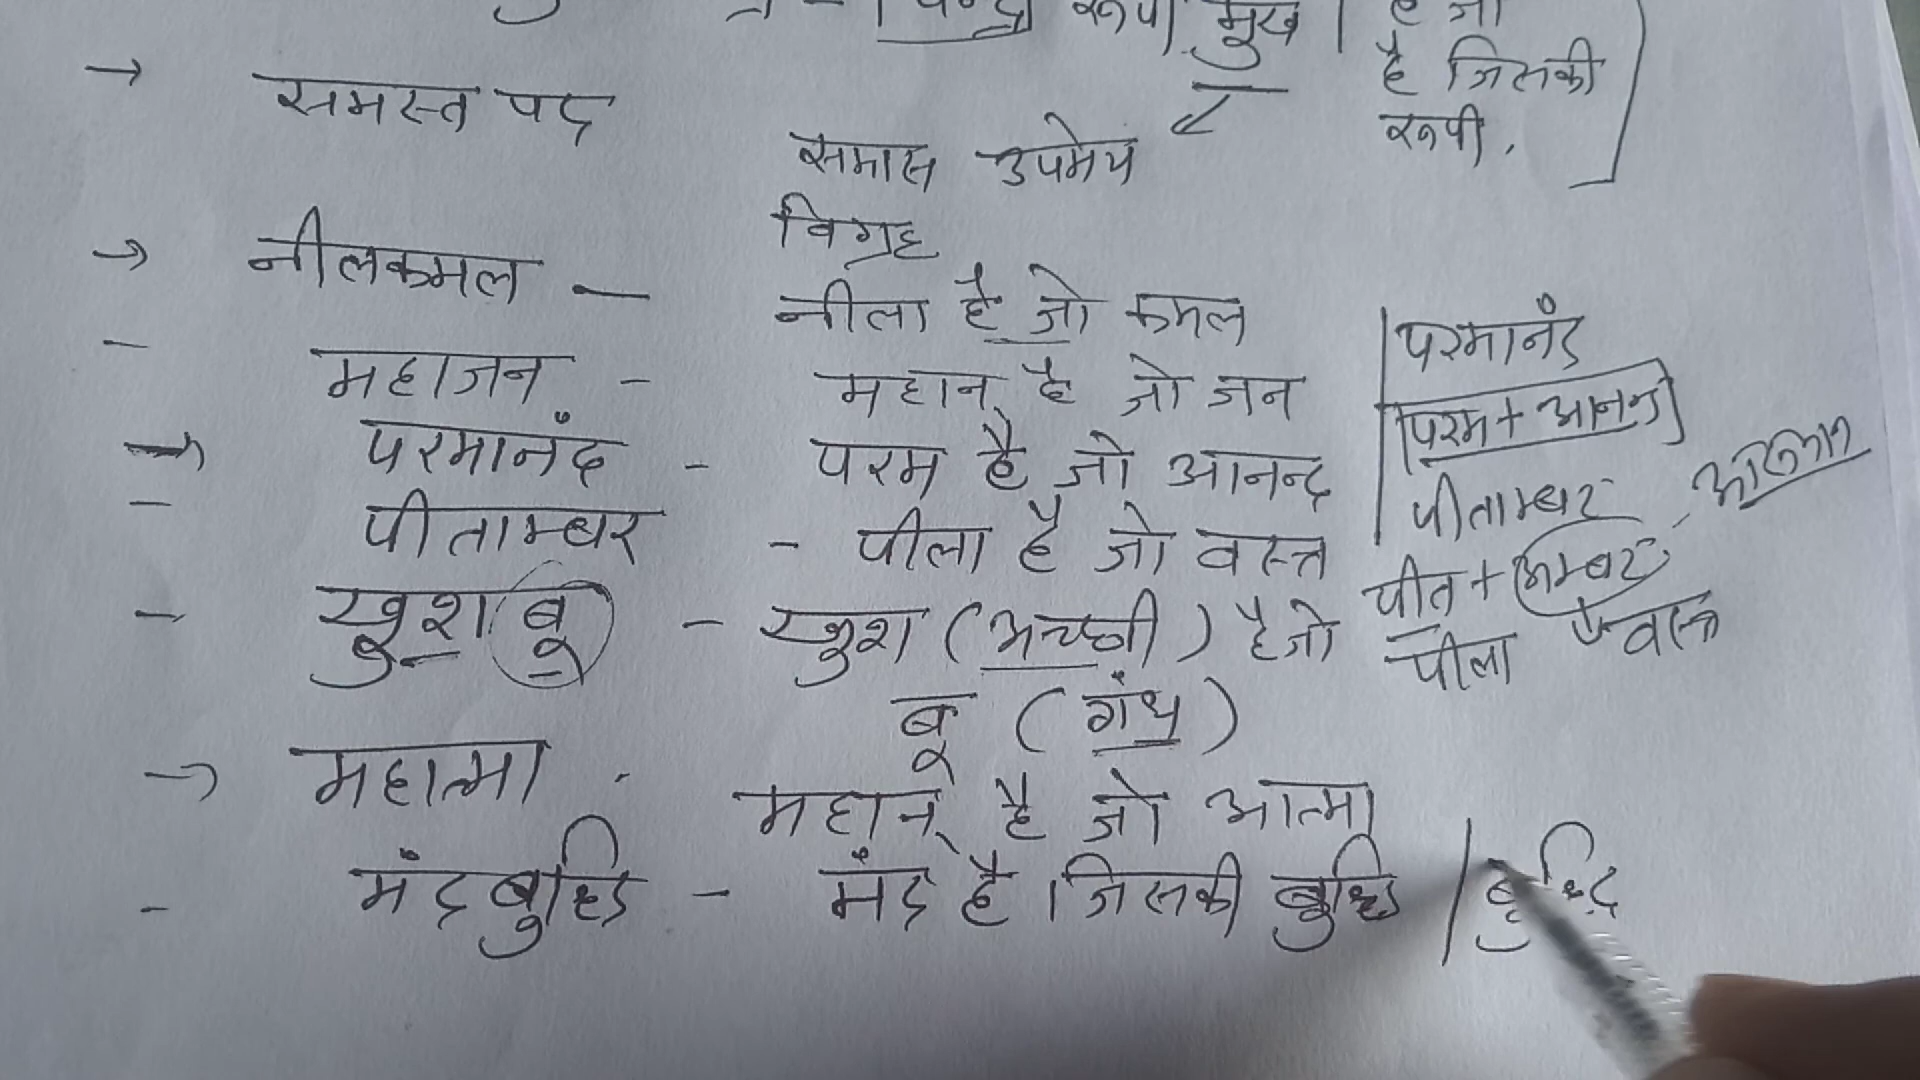 रूपी मुख
है जिसकी
रूपी.
→ समस्त पद
समास उपमेय
विग्रह
→ नीलकमल — नीला है जो कमल
- महाजन - महान् है जो जन
→ परमानंद - परम है जो आनन्द
- पीताम्बर - पीला है जो वस्त्र
- खुशबू - खुश (अच्छी) है जो
बू (गंध)
→ महात्मा - महान् है जो आत्मा
- मंदबुद्धि - मंद है जिसकी बुद्धि
परमानंद
परम + आनन्द
पीताम्बर
पीत + अम्बर
पीला वस्त्र